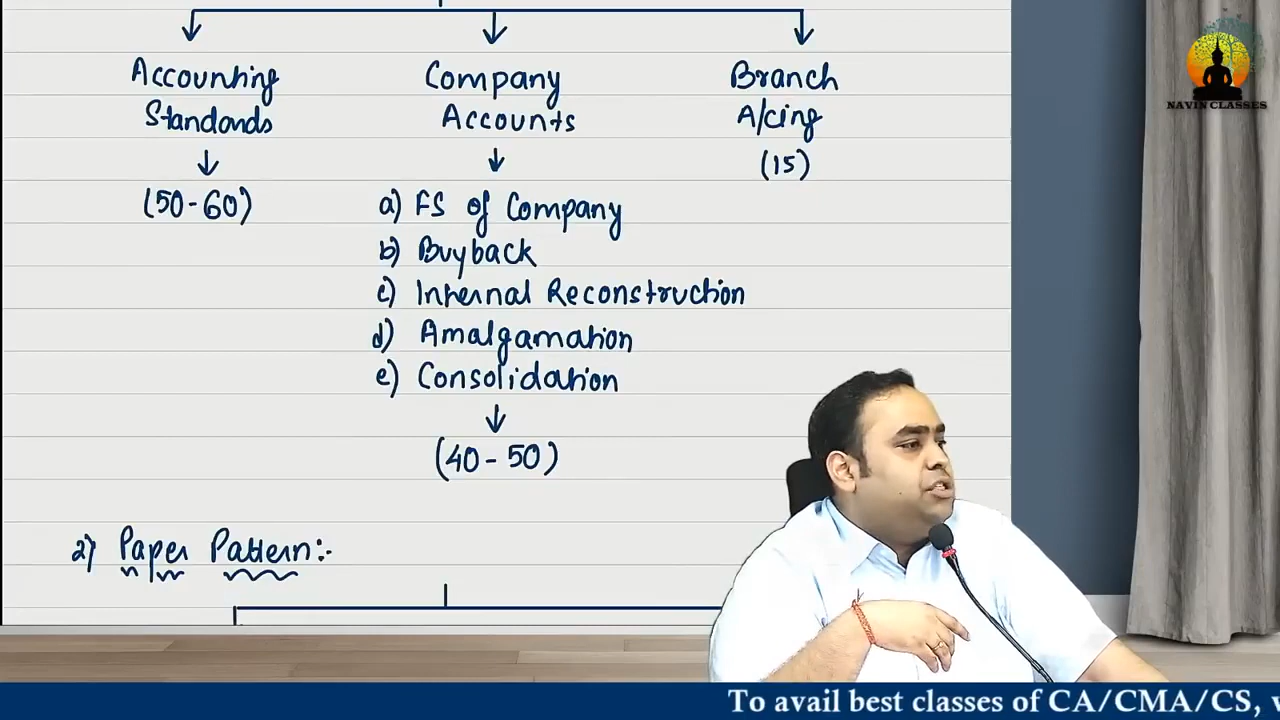 Accounting
Standards
(50-60)
Company
Accounts
a) FS of Company
b) Buyback
c) Internal Reconstruction
d) Amalgamation
e) Consolidation
(40-50)
Branch
A/cing
(15)
2) Paper Pattern:-
NAVIN CLASSES
To avail best classes of CA/CMA/CS,